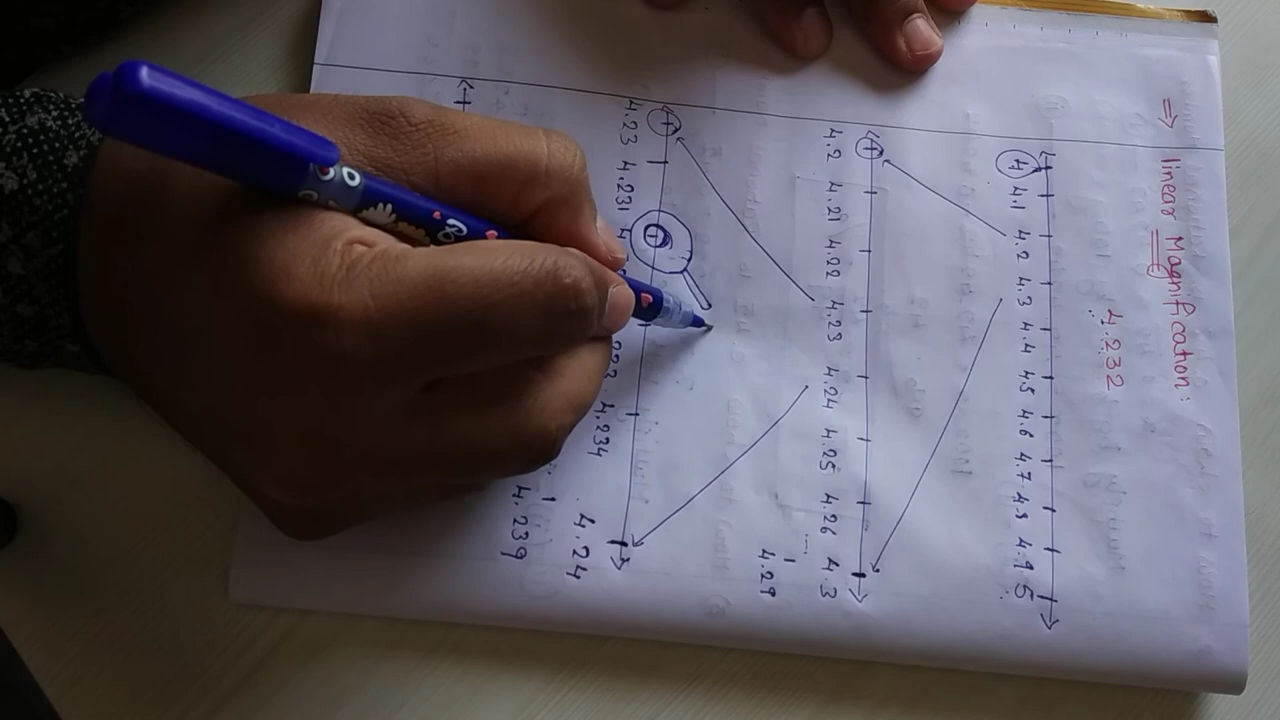 ⇒ linear Magnification:
4.232
4 4.1 4.2 4.3 4.4 4.5 4.6 4.7 4.8 4.9 5
4.2 4.21 4.22 4.23 4.24 4.25 4.26 4.3
4.29
4.23 4.231 4.234 4.24
4.239